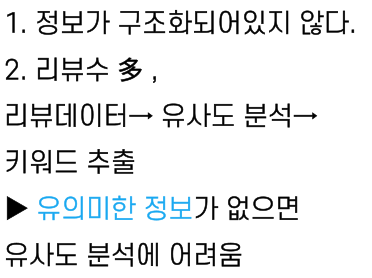 1. 정보가 구조화되어있지 않다.
2. 리뷰수 多 ,
리뷰데이터→ 유사도 분석→
키워드 추출
▶ 유의미한 정보가 없으면
유사도 분석에 어려움